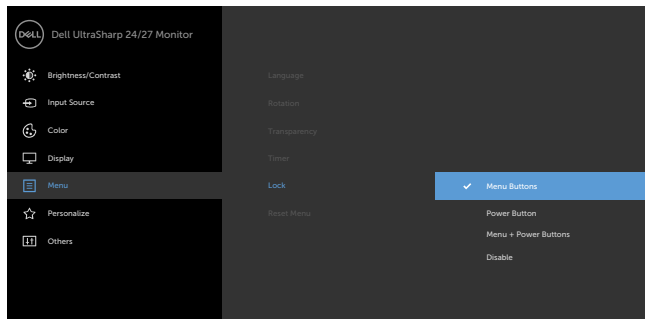 DELL
Dell UltraSharp 24/27 Monitor
Brightness/Contrast
Input Source
Color
Display
Menu
Personalize
Others
Language
Rotation
Transparency
Timer
Lock
Reset Menu
Menu Buttons
Power Button
Menu + Power Buttons
Disable